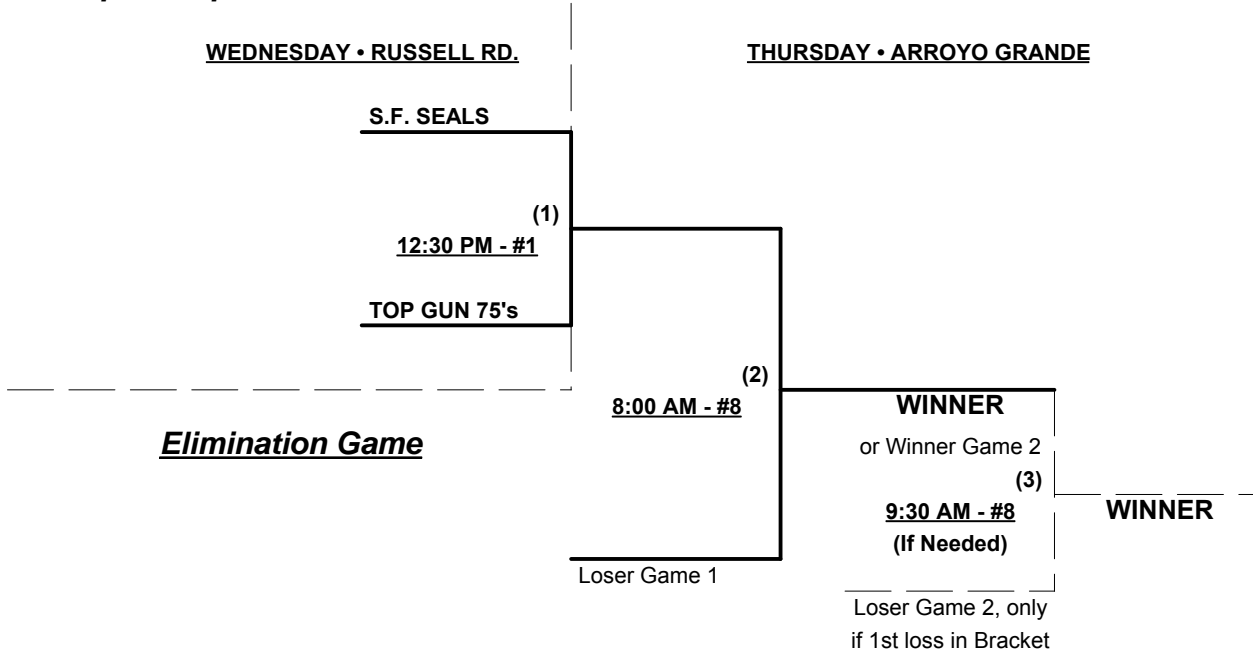 WEDNESDAY • RUSSELL RD.
THURSDAY • ARROYO GRANDE
S.F. SEALS
(1)
12:30 PM - #1
TOP GUN 75's
(2)
8:00 AM - #8
WINNER
Elimination Game
or Winner Game 2
(3)
9:30 AM - #8
WINNER
(If Needed)
Loser Game 1
Loser Game 2, only
if 1st loss in Bracket